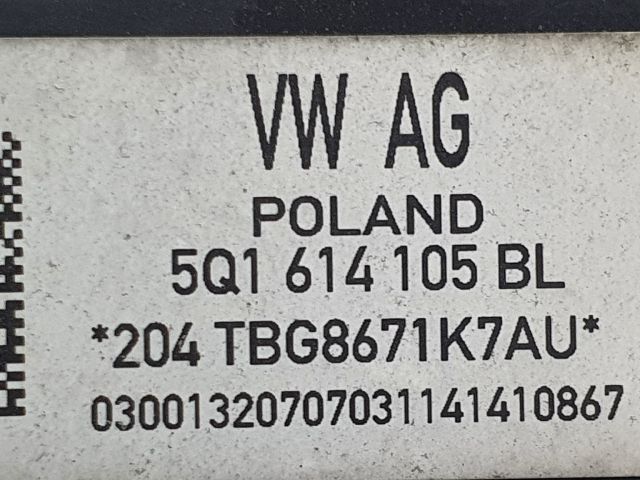 VW AG
POLAND
5Q1 614 105 BL
*204 TBG8671K7AU*
03001320707031141410867